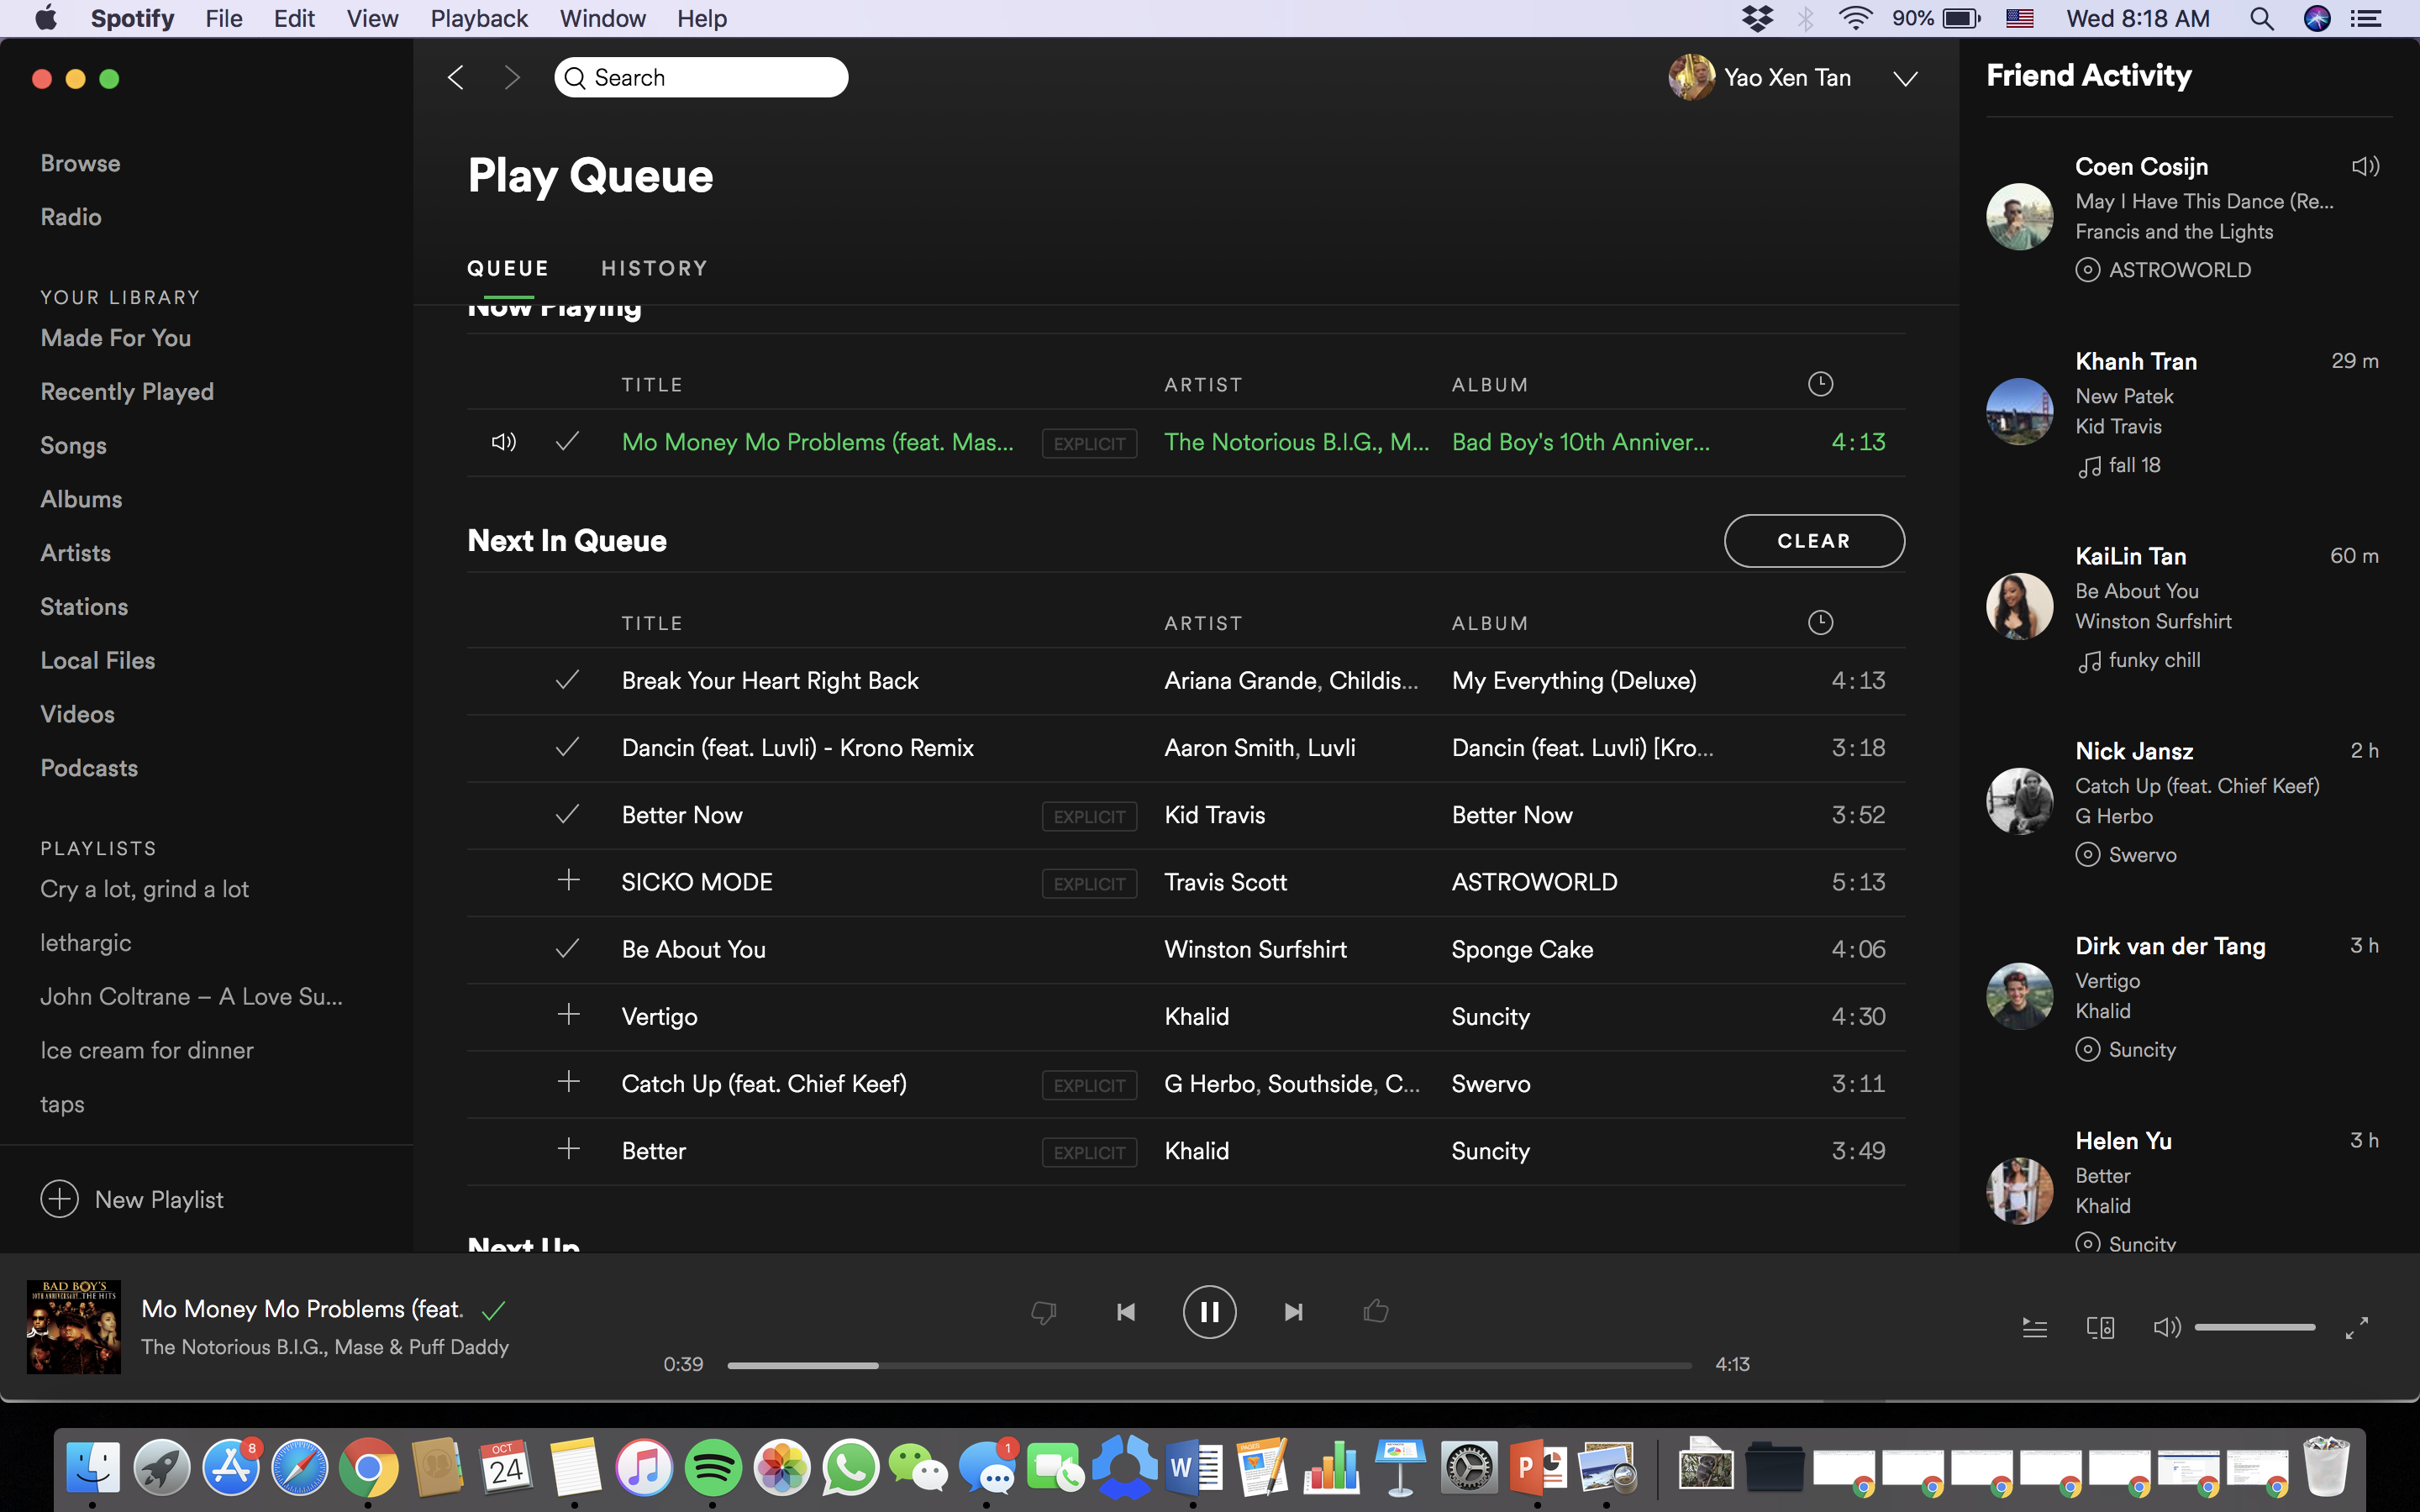 Spotify File Edit View Playback Window Help
90% Wed 8:18 AM
Browse
Radio
YOUR LIBRARY
Made For You
Recently Played
Songs
Albums
Artists
Stations
Local Files
Videos
Podcasts
PLAYLISTS
Cry a lot, grind a lot
lethargic
John Coltrane – A Love Su...
Ice cream for dinner
taps
New Playlist
Search
Yao Xen Tan
Play Queue
QUEUE HISTORY
Now Playing
TITLE ARTIST ALBUM
Mo Money Mo Problems (feat. Mas... EXPLICIT The Notorious B.I.G., M... Bad Boy's 10th Anniver... 4:13
Next In Queue CLEAR
TITLE ARTIST ALBUM
Break Your Heart Right Back Ariana Grande, Childis... My Everything (Deluxe) 4:13
Dancin (feat. Luvli) - Krono Remix Aaron Smith, Luvli Dancin (feat. Luvli) [Kro... 3:18
Better Now EXPLICIT Kid Travis Better Now 3:52
SICKO MODE EXPLICIT Travis Scott ASTROWORLD 5:13
Be About You Winston Surfshirt Sponge Cake 4:06
Vertigo Khalid Suncity 4:30
Catch Up (feat. Chief Keef) EXPLICIT G Herbo, Southside, C... Swervo 3:11
Better EXPLICIT Khalid Suncity 3:49
Next Up
Friend Activity
Coen Cosijn
May I Have This Dance (Re...
Francis and the Lights
ASTROWORLD
Khanh Tran 29 m
New Patek
Kid Travis
fall 18
KaiLin Tan 60 m
Be About You
Winston Surfshirt
funky chill
Nick Jansz 2 h
Catch Up (feat. Chief Keef)
G Herbo
Swervo
Dirk van der Tang 3 h
Vertigo
Khalid
Suncity
Helen Yu 3 h
Better
Khalid
Suncity
BAD BOY'S
10TH ANNIVERSARY...THE HITS
Mo Money Mo Problems (feat.
The Notorious B.I.G., Mase & Puff Daddy
0:39 4:13
8
OCT
24
1
W
PAGES
P